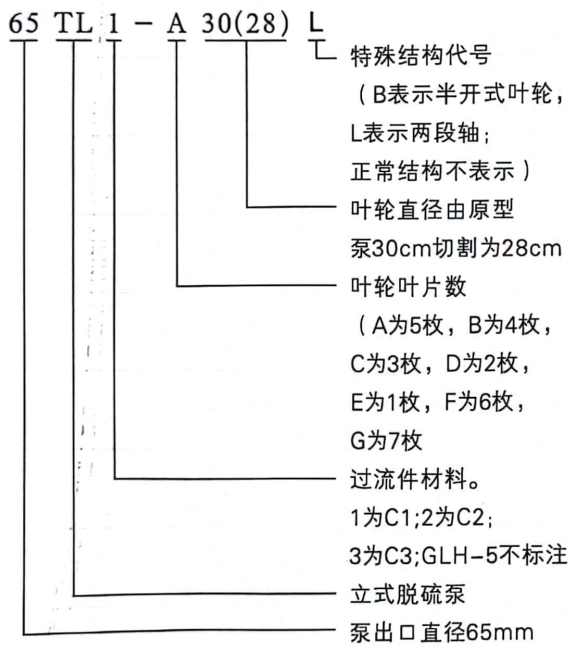 65 TL 1 - A 30(28) L
特殊结构代号
(B表示半开式叶轮,
L表示两段轴;
正常结构不表示)
叶轮直径由原型
泵30cm切割为28cm
叶轮叶片数
(A为5枚，B为4枚，
C为3枚，D为2枚，
E为1枚，F为6枚，
G为7枚
过流件材料。
1为C1;2为C2;
3为C3;GLH-5不标注
立式脱硫泵
泵出口直径65mm